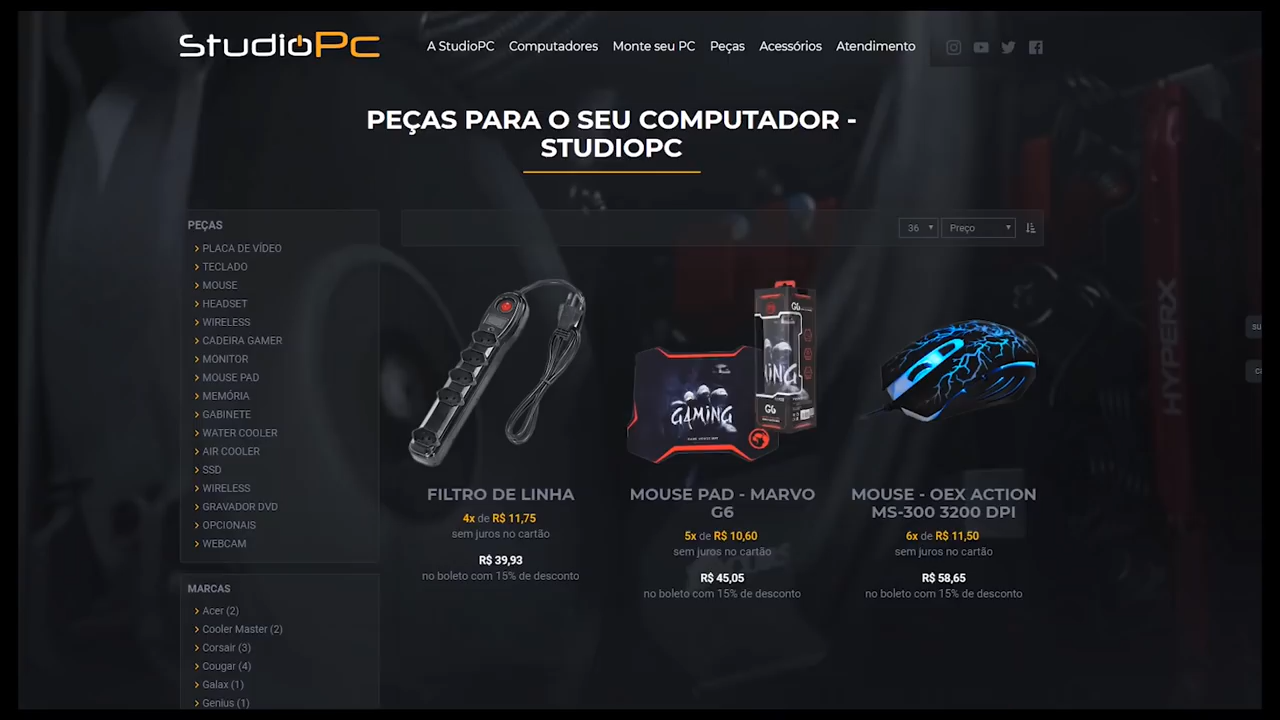 StudioPc
A StudioPC Computadores Monte seu PC Peças Acessórios Atendimento
PEÇAS PARA O SEU COMPUTADOR -
STUDIOPC
PEÇAS
PLACA DE VÍDEO
TECLADO
MOUSE
HEADSET
WIRELESS
CADEIRA GAMER
MONITOR
MOUSE PAD
MEMÓRIA
GABINETE
WATER COOLER
AIR COOLER
SSD
WIRELESS
GRAVADOR DVD
OPCIONAIS
WEBCAM
MARCAS
Acer (2)
Cooler Master (2)
Corsair (3)
Cougar (4)
Galax (1)
Genius (1)
36 Preço
FILTRO DE LINHA
4x de R$ 11,75
sem juros no cartão
R$ 39,93
no boleto com 15% de desconto
GAMING
G6
G6
MOUSE PAD - MARVO
G6
5x de R$ 10,60
sem juros no cartão
R$ 45,05
no boleto com 15% de desconto
MOUSE - OEX ACTION
MS-300 3200 DPI
6x de R$ 11,50
sem juros no cartão
R$ 58,65
no boleto com 15% de desconto
HYPERX
su
ca